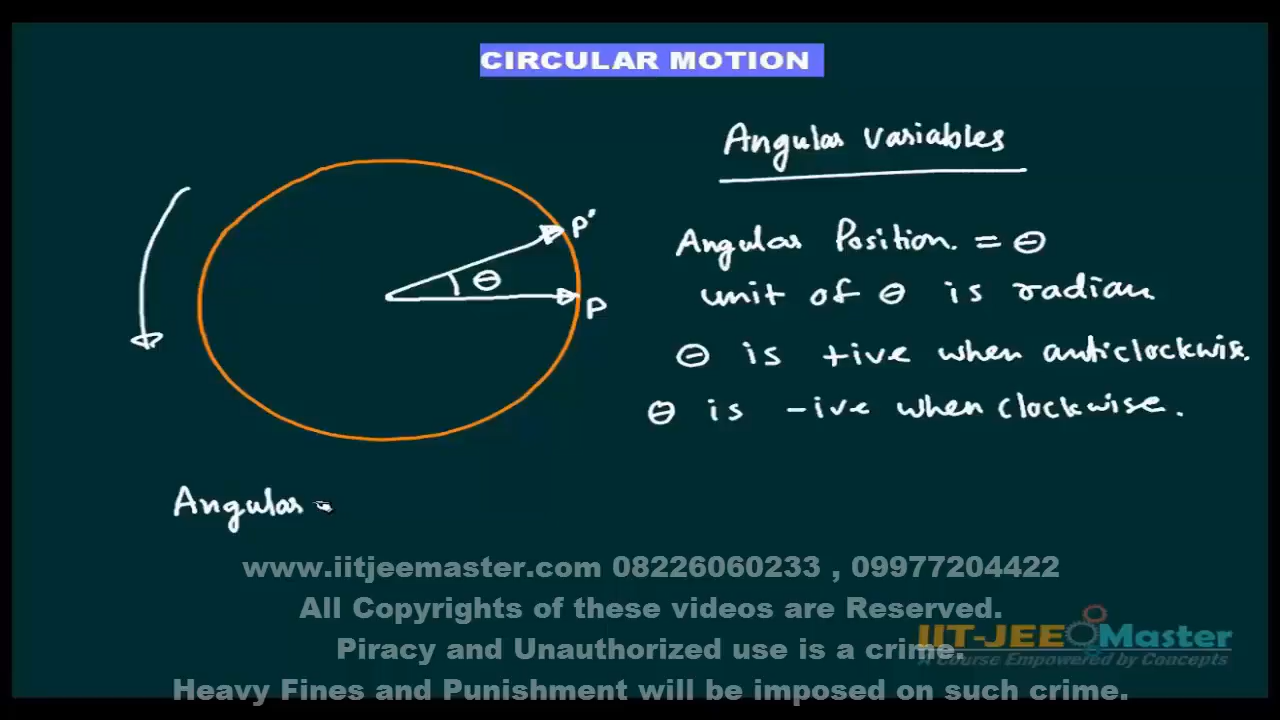 CIRCULAR MOTION
Angular Variables
P'
θ
P
Angular Position. = θ
unit of θ is radian
θ is +ive when anticlockwise.
θ is -ive when clockwise.
Angular
www.iitjeemaster.com 08226060233 , 09977204422
All Copyrights of these videos are Reserved.
Piracy and Unauthorized use is a crime.
Heavy Fines and Punishment will be imposed on such crime.
IIT-JEE Master
A Course Empowered by Concepts